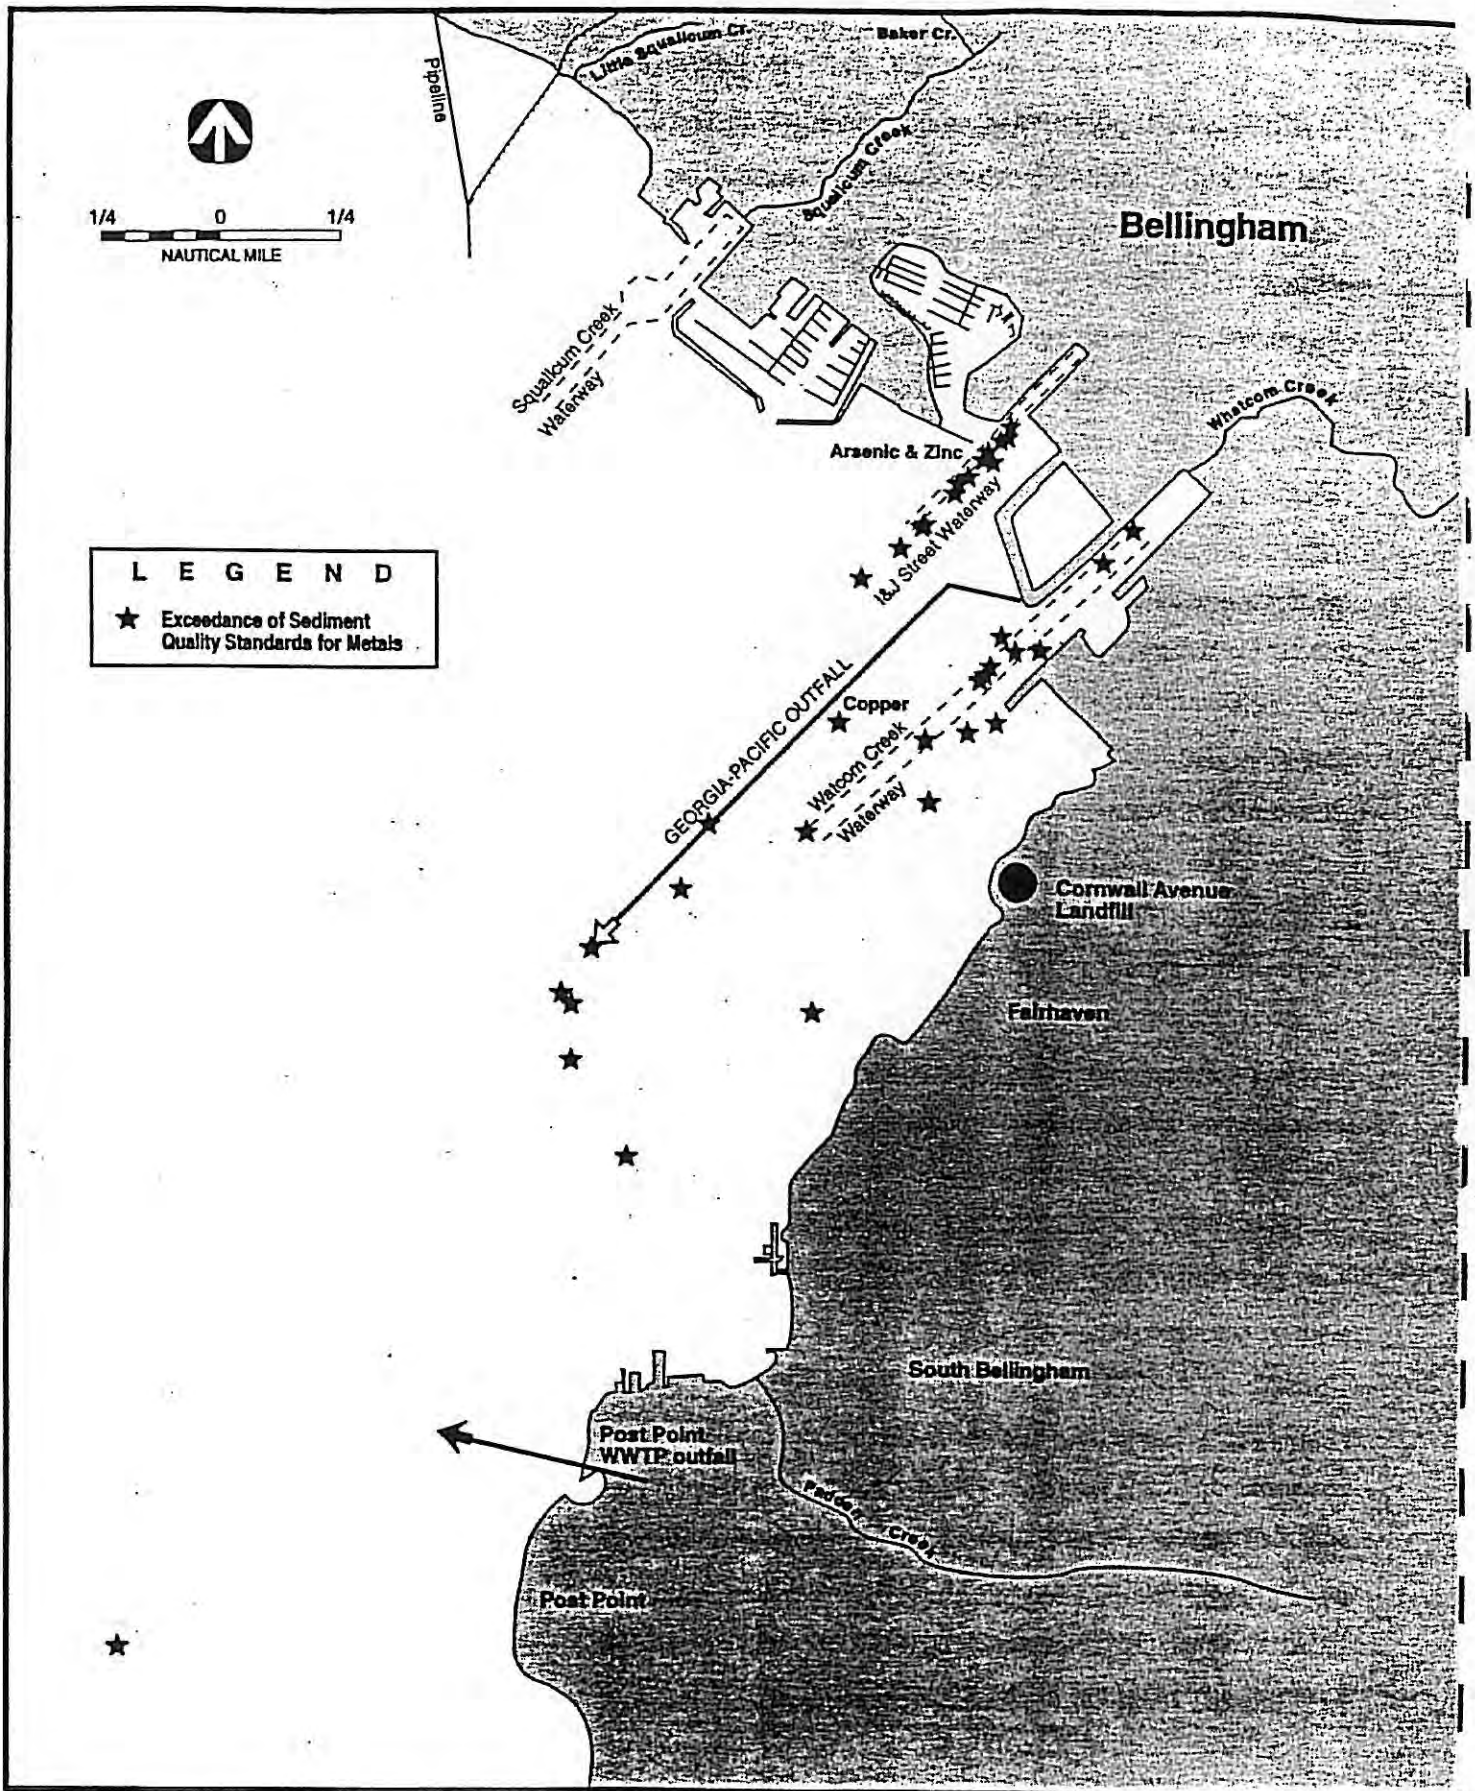 Little Squalicum Cr.
Baker Cr.
Pipeline
Squalicum Creek
1/4 0 1/4
NAUTICAL MILE
Bellingham
Squalicum Creek
Waterway
Whatcom Creek
Arsenic & Zinc
I&J Street Waterway
LEGEND
★ Exceedance of Sediment
Quality Standards for Metals
GEORGIA-PACIFIC OUTFALL
Copper
Watcom Creek
Waterway
Cornwall Avenue
Landfill
Fairhaven
South Bellingham
Post Point
WWTP outfall
Padden Creek
Post Point